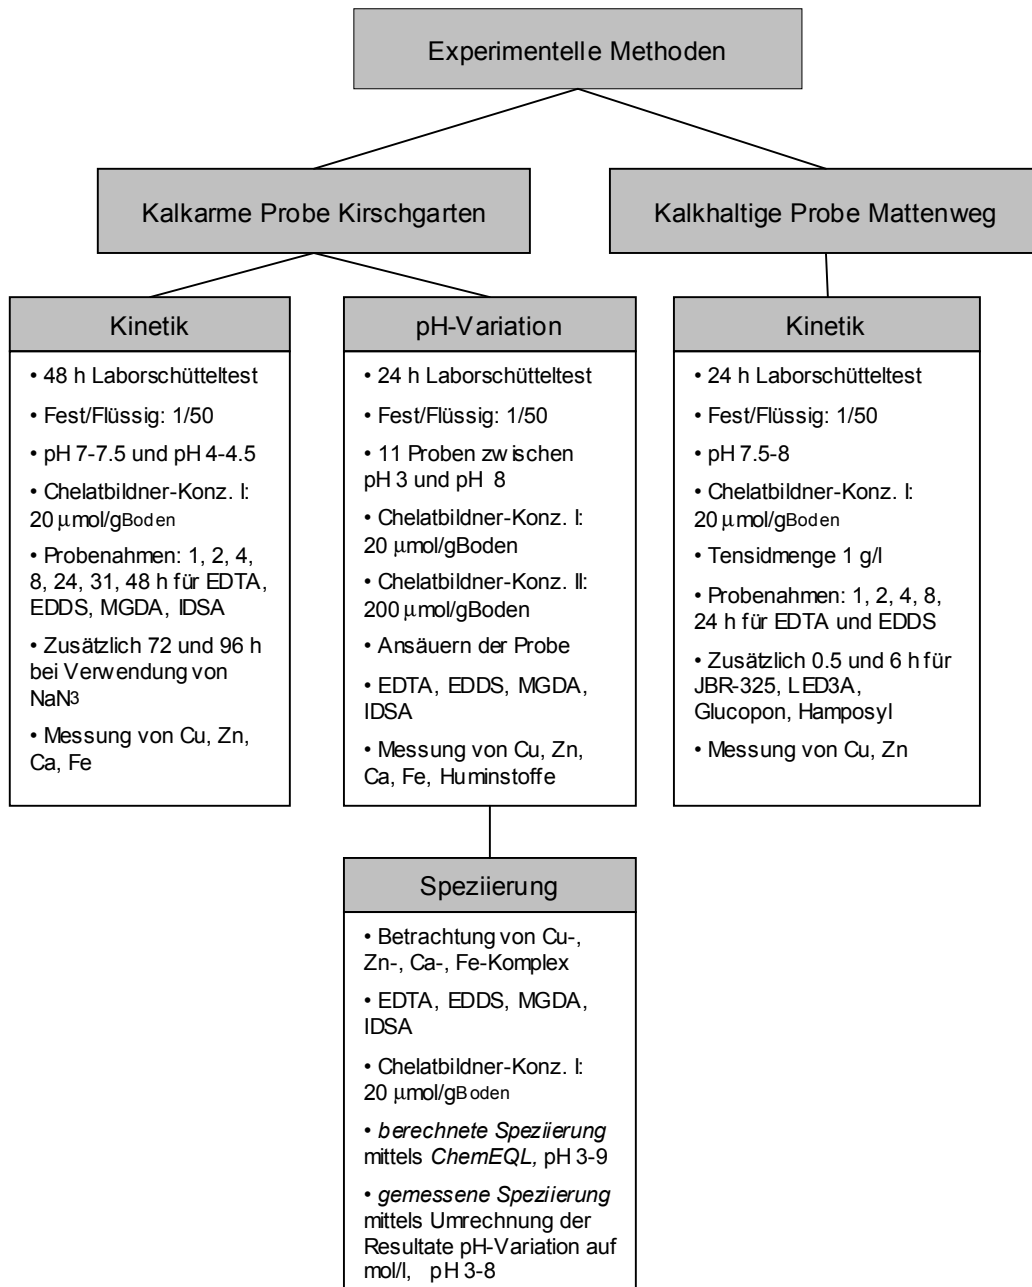 Experimentelle Methoden
Kalkarme Probe Kirschgarten
Kalkhaltige Probe Mattenweg
Kinetik
• 48 h Laborschütteltest
• Fest/Flüssig: 1/50
• pH 7-7.5 und pH 4-4.5
• Chelatbildner-Konz. I:
20 μmol/gBoden
• Probenahmen: 1, 2, 4,
8, 24, 31, 48 h für EDTA,
EDDS, MGDA, IDSA
• Zusätzlich 72 und 96 h
bei Verwendung von
NaN3
• Messung von Cu, Zn,
Ca, Fe
pH-Variation
• 24 h Laborschütteltest
• Fest/Flüssig: 1/50
• 11 Proben zwischen
pH 3 und pH 8
• Chelatbildner-Konz. I:
20 μmol/gBoden
• Chelatbildner-Konz. II:
200 μmol/gBoden
• Ansäuern der Probe
• EDTA, EDDS, MGDA,
IDSA
• Messung von Cu, Zn,
Ca, Fe, Huminstoffe
Kinetik
• 24 h Laborschütteltest
• Fest/Flüssig: 1/50
• pH 7.5-8
• Chelatbildner-Konz. I:
20 μmol/gBoden
• Tensidmenge 1 g/l
• Probenahmen: 1, 2, 4, 8,
24 h für EDTA und EDDS
• Zusätzlich 0.5 und 6 h für
JBR-325, LED3A,
Glucopon, Hamposyl
• Messung von Cu, Zn
Speziierung
• Betrachtung von Cu-,
Zn-, Ca-, Fe-Komplex
• EDTA, EDDS, MGDA,
IDSA
• Chelatbildner-Konz. I:
20 μmol/gBoden
• berechnete Speziierung
mittels ChemEQL, pH 3-9
• gemessene Speziierung
mittels Umrechnung der
Resultate pH-Variation auf
mol/l, pH 3-8